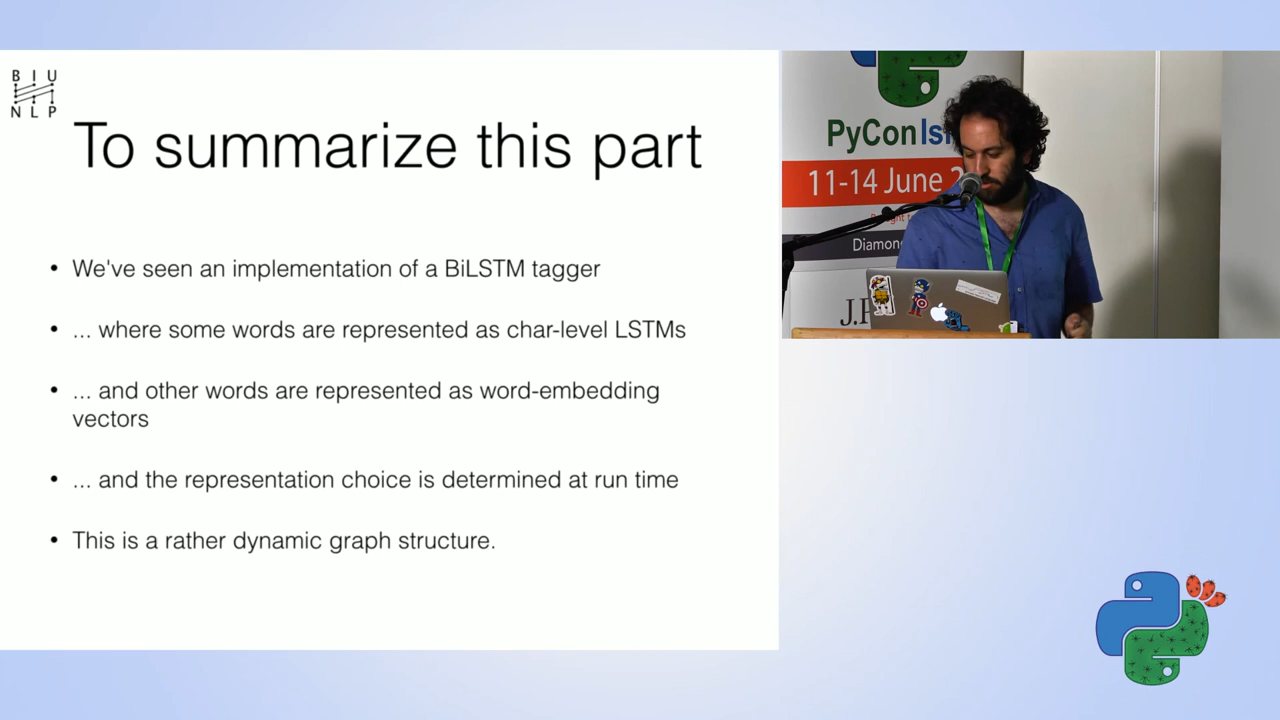 BIU
NLP
To summarize this part
• We've seen an implementation of a BiLSTM tagger
• ... where some words are represented as char-level LSTMs
• ... and other words are represented as word-embedding
vectors
• ... and the representation choice is determined at run time
• This is a rather dynamic graph structure.
PyCon
11-14 June